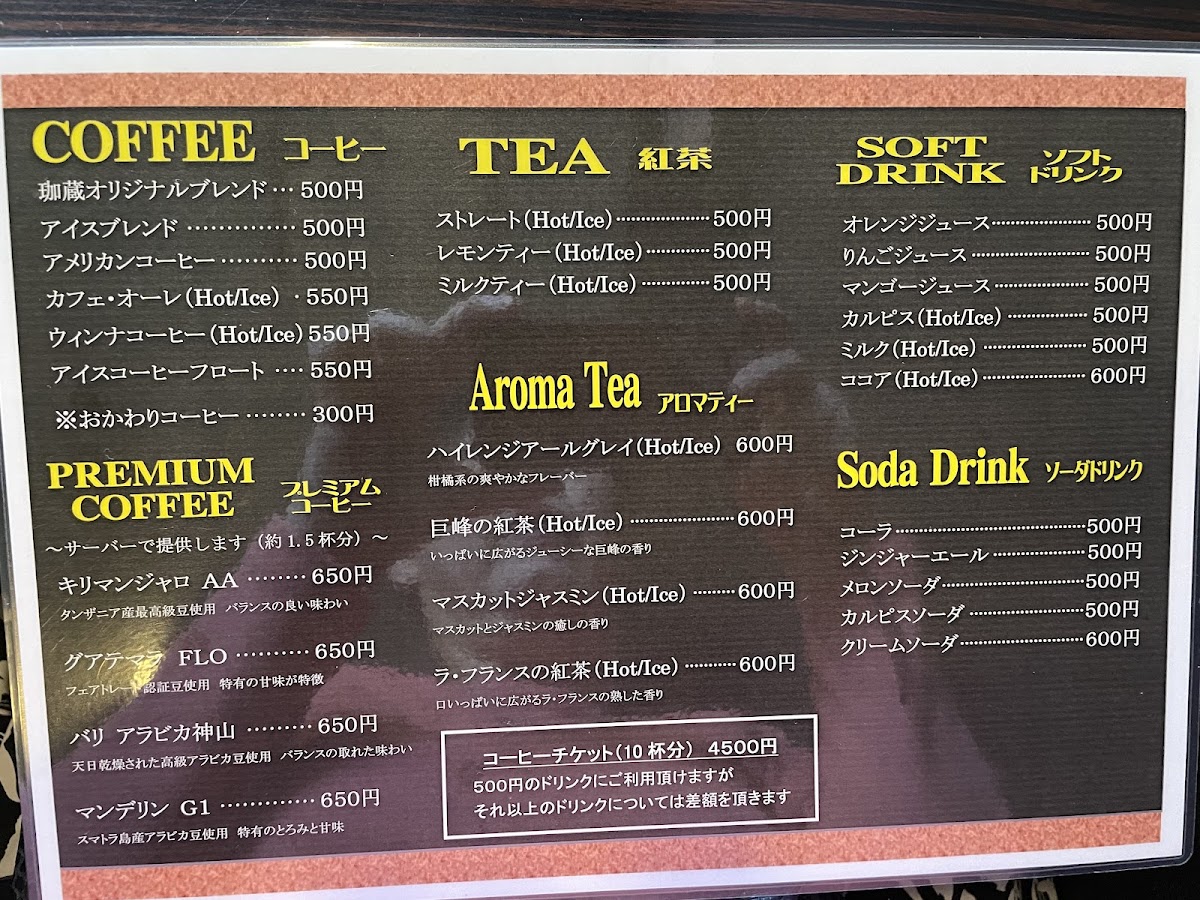 COFFEE コーヒー
珈蔵オリジナルブレンド… 500円
アイスブレンド …………… 500円
アメリカンコーヒー ………… 500円
カフェ・オーレ(Hot/Ice) ・550円
ウィンナコーヒー(Hot/Ice) 550円
アイスコーヒーフロート ‥‥ 550円
※おかわりコーヒー ……… 300円
PREMIUM
COFFEE プレミアム
コーヒー
～サーバーで提供します (約1.5杯分) ～
キリマンジャロ AA ……… 650円
タンザニア産最高級豆使用 バランスの良い味わい
グアテマラ FLO ………… 650円
フェアトレード認証豆使用 特有の甘味が特徴
バリ アラビカ神山 ……… 650円
天日乾燥された高級アラビカ豆使用 バランスの取れた味わい
マンデリン G1 ………… 650円
スマトラ島産アラビカ豆使用 特有のとろみと甘味
TEA 紅茶
ストレート(Hot/Ice) ………………… 500円
レモンティー(Hot/Ice) …………… 500円
ミルクティー(Hot/Ice) …………… 500円
Aroma Tea アロマティー
ハイレンジアールグレイ(Hot/Ice) 600円
柑橘系の爽やかなフレーバー
巨峰の紅茶(Hot/Ice) ………………… 600円
いっぱいに広がるジューシーな巨峰の香り
マスカットジャスミン(Hot/Ice) ……… 600円
マスカットとジャスミンの癒しの香り
ラ・フランスの紅茶(Hot/Ice) ………… 600円
口いっぱいに広がるラ・フランスの熟した香り
コーヒーチケット(10杯分) 4500円
500円のドリンクにご利用頂けますが
それ以上のドリンクについては差額を頂きます
SOFT
DRINK ソフト
ドリンク
オレンジジュース………………… 500円
りんごジュース …………………… 500円
マンゴージュース ………………… 500円
カルピス(Hot/Ice) ……………… 500円
ミルク(Hot/Ice) ………………… 500円
ココア(Hot/Ice) ………………… 600円
Soda Drink ソーダドリンク
コーラ ……………………………… 500円
ジンジャーエール ………………… 500円
メロンソーダ ……………………… 500円
カルピスソーダ …………………… 500円
クリームソーダ …………………… 600円